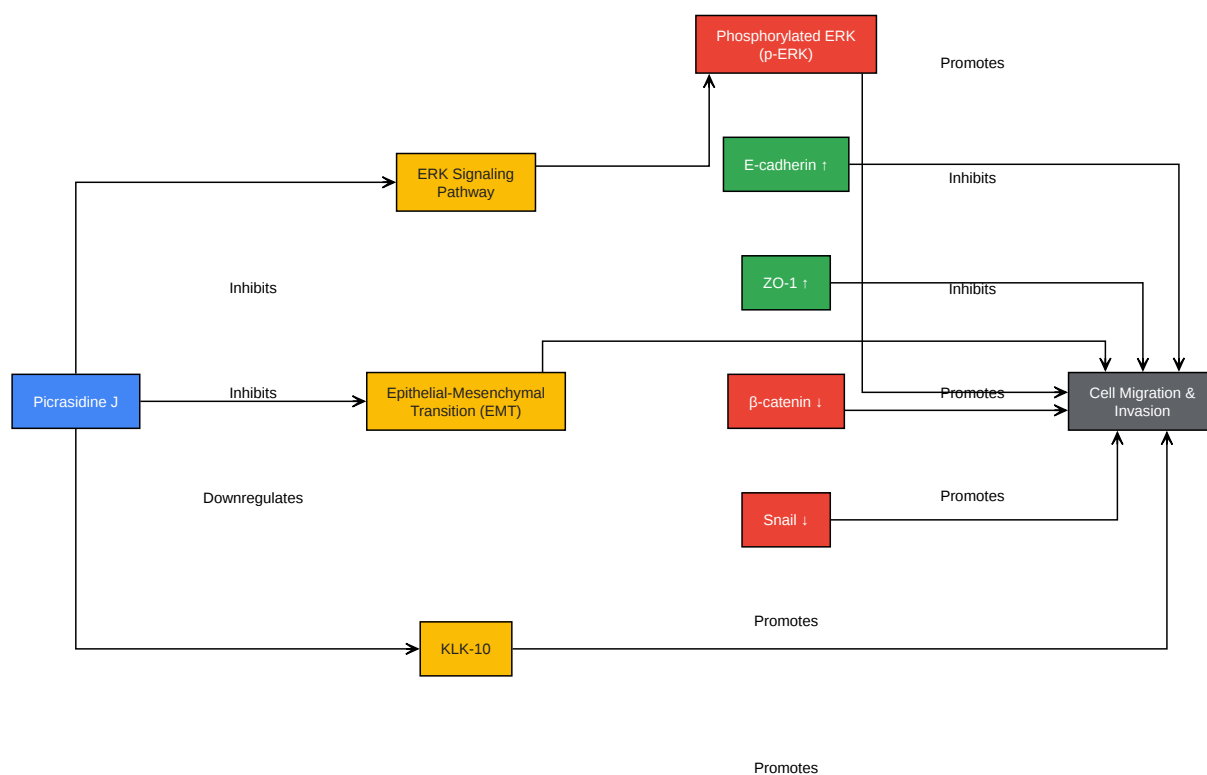 Phosphorylated ERK
(p-ERK)
Promotes
E-cadherin ↑
ERK Signaling
Pathway
Inhibits
ZO-1 ↑
Inhibits
Inhibits
Picrasidine J
Inhibits
Epithelial-Mesenchymal
Transition (EMT)
β-catenin ↓
Promotes
Cell Migration &
Invasion
Downregulates
Snail ↓
Promotes
Promotes
KLK-10
Promotes